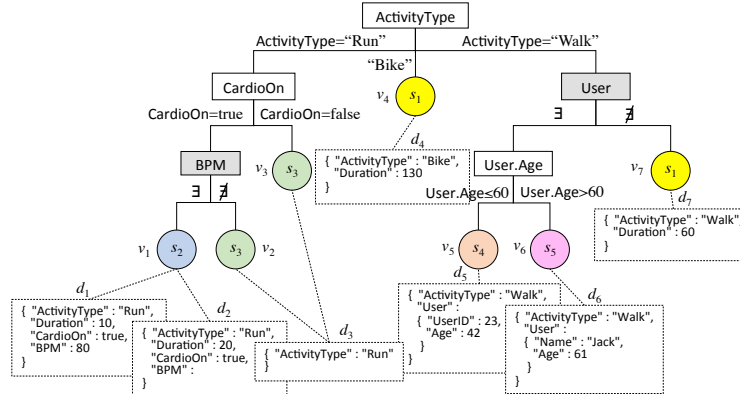 ActivityType
ActivityType="Run"
ActivityType="Walk"
"Bike"
CardioOn
v4
s1
User
CardioOn=true
CardioOn=false
∃
∄
d4
BPM
v3
s3
{ "ActivityType" : "Bike",
"Duration" : 130
}
User.Age
v7
s1
∃
∄
User.Age≤60
User.Age>60
d7
{ "ActivityType" : "Walk",
"Duration" : 60
}
v1
s2
s3
v2
v5
s4
v6
s5
d1
d2
d3
d5
d6
{ "ActivityType" : "Run",
"Duration" : 10,
"CardioOn" : true,
"BPM" : 80
}
{ "ActivityType" : "Run",
"Duration" : 20,
"CardioOn" : true,
"BPM" :
}
{ "ActivityType" : "Run"
}
{ "ActivityType" : "Walk",
"User" :
{ "UserID" : 23,
"Age" : 42
}
}
{ "ActivityType" : "Walk",
"User" :
{ "Name" : "Jack",
"Age" : 61
}
}